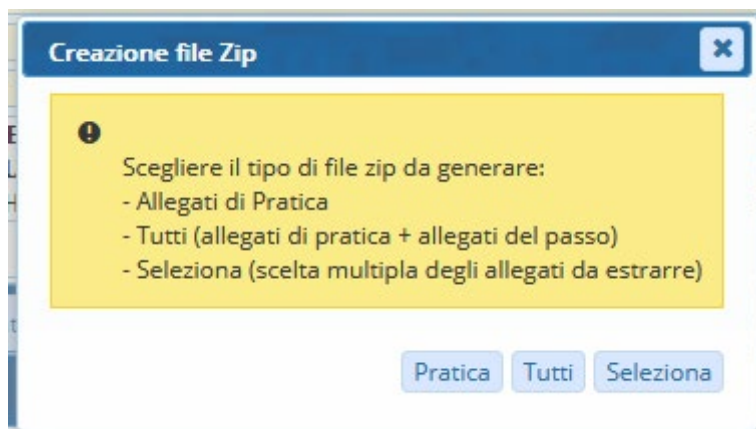 Creazione file Zip
Scegliere il tipo di file zip da generare:
- Allegati di Pratica
- Tutti (allegati di pratica + allegati del passo)
- Seleziona (scelta multipla degli allegati da estrarre)
Pratica Tutti Seleziona